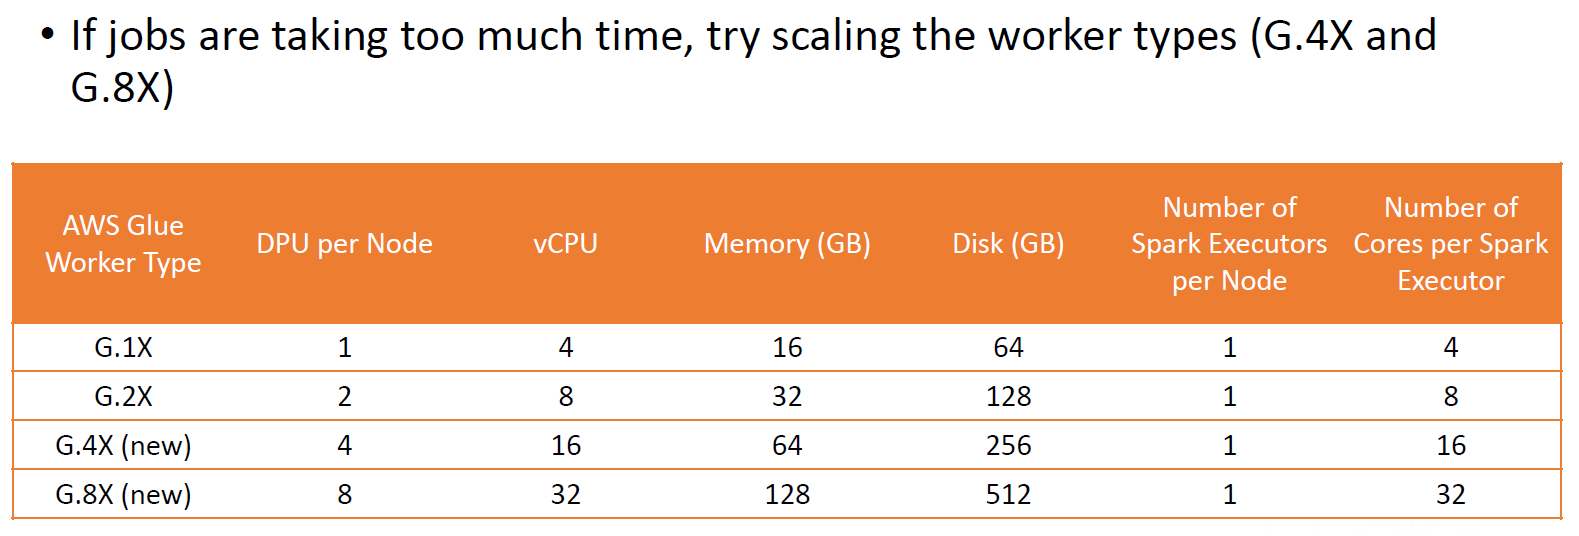 • If jobs are taking too much time, try scaling the worker types (G.4X and
G.8X)
AWS Glue
Worker Type
DPU per Node
vCPU
Memory (GB)
Disk (GB)
Number of
Spark Executors
per Node
Number of
Cores per Spark
Executor
G.1X 1 4 16 64 1 4
G.2X 2 8 32 128 1 8
G.4X (new) 4 16 64 256 1 16
G.8X (new) 8 32 128 512 1 32